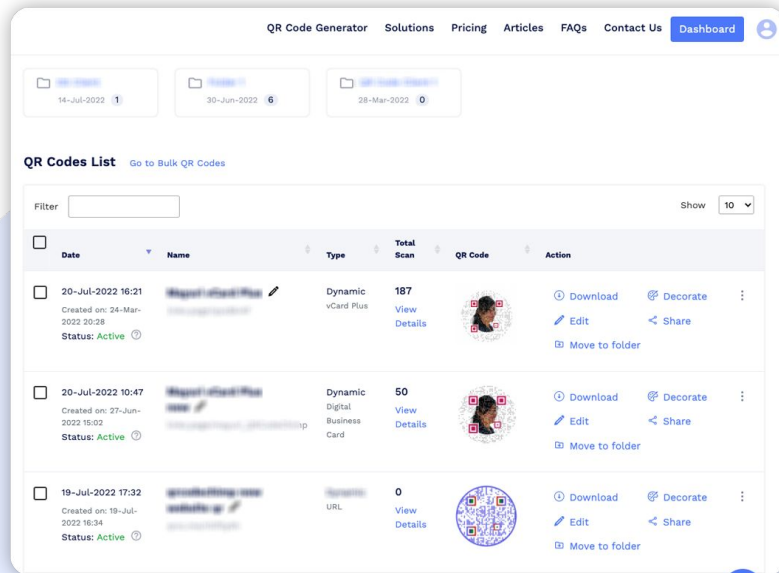 QR Code Generator Solutions Pricing Articles FAQs Contact Us Dashboard
14-Jul-2022 1
30-Jun-2022 6
28-Mar-2022 0
QR Codes List Go to Bulk QR Codes
Filter
Show 10
Date Name Type Total Scan QR Code Action
20-Jul-2022 16:21
Created on: 24-Mar-
2022 20:28
Status: Active
Dynamic
vCard Plus
187
View
Details
Download Decorate
Edit Share
Move to folder
20-Jul-2022 10:47
Created on: 27-Jun-
2022 15:02
Status: Active
Dynamic
Digital
Business
Card
50
View
Details
Download Decorate
Edit Share
Move to folder
19-Jul-2022 17:32
Created on: 19-Jul-
2022 16:34
Status: Active
URL
0
View
Details
Download Decorate
Edit Share
Move to folder